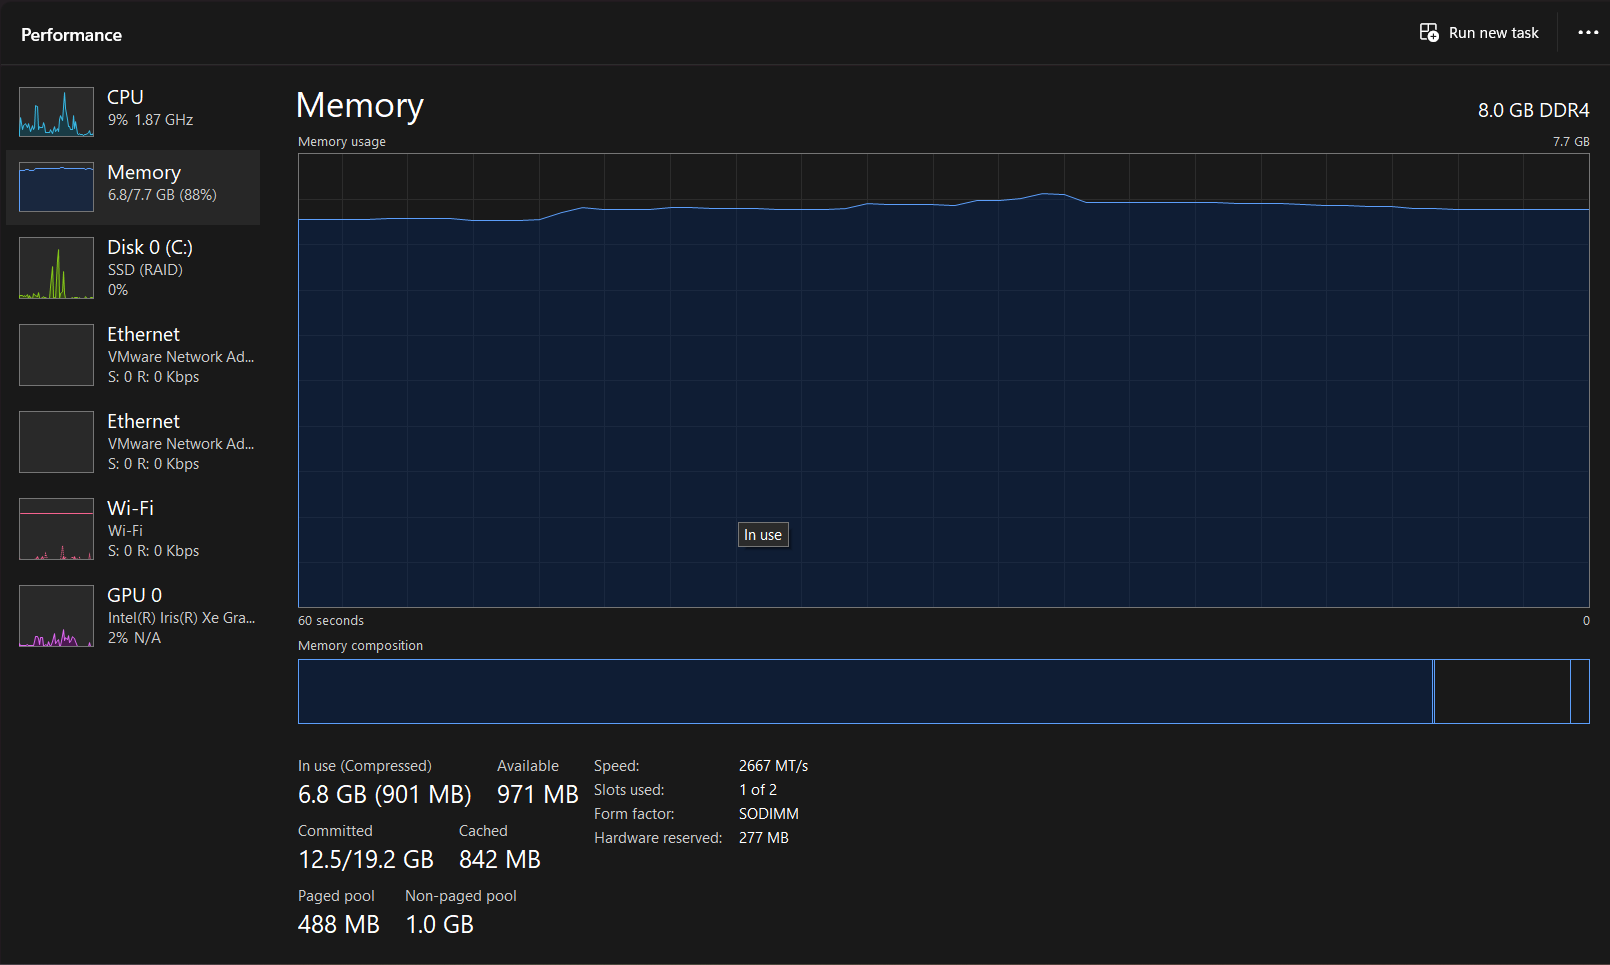 Performance
Run new task
CPU
9% 1.87 GHz
Memory
6.8/7.7 GB (88%)
Disk 0 (C:)
SSD (RAID)
0%
Ethernet
VMware Network Ad...
S: 0 R: 0 Kbps
Ethernet
VMware Network Ad...
S: 0 R: 0 Kbps
Wi-Fi
Wi-Fi
S: 0 R: 0 Kbps
GPU 0
Intel(R) Iris(R) Xe Gra...
2% N/A
Memory
8.0 GB DDR4
Memory usage
7.7 GB
In use
60 seconds
0
Memory composition
In use (Compressed)
6.8 GB (901 MB)
Available
971 MB
Committed
12.5/19.2 GB
Cached
842 MB
Paged pool
488 MB
Non-paged pool
1.0 GB
Speed: 2667 MT/s
Slots used: 1 of 2
Form factor: SODIMM
Hardware reserved: 277 MB